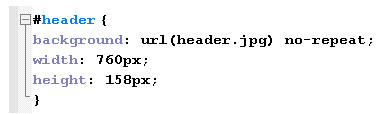 #header {
background: url(header.jpg) no-repeat;
width: 760px;
height: 158px;
}